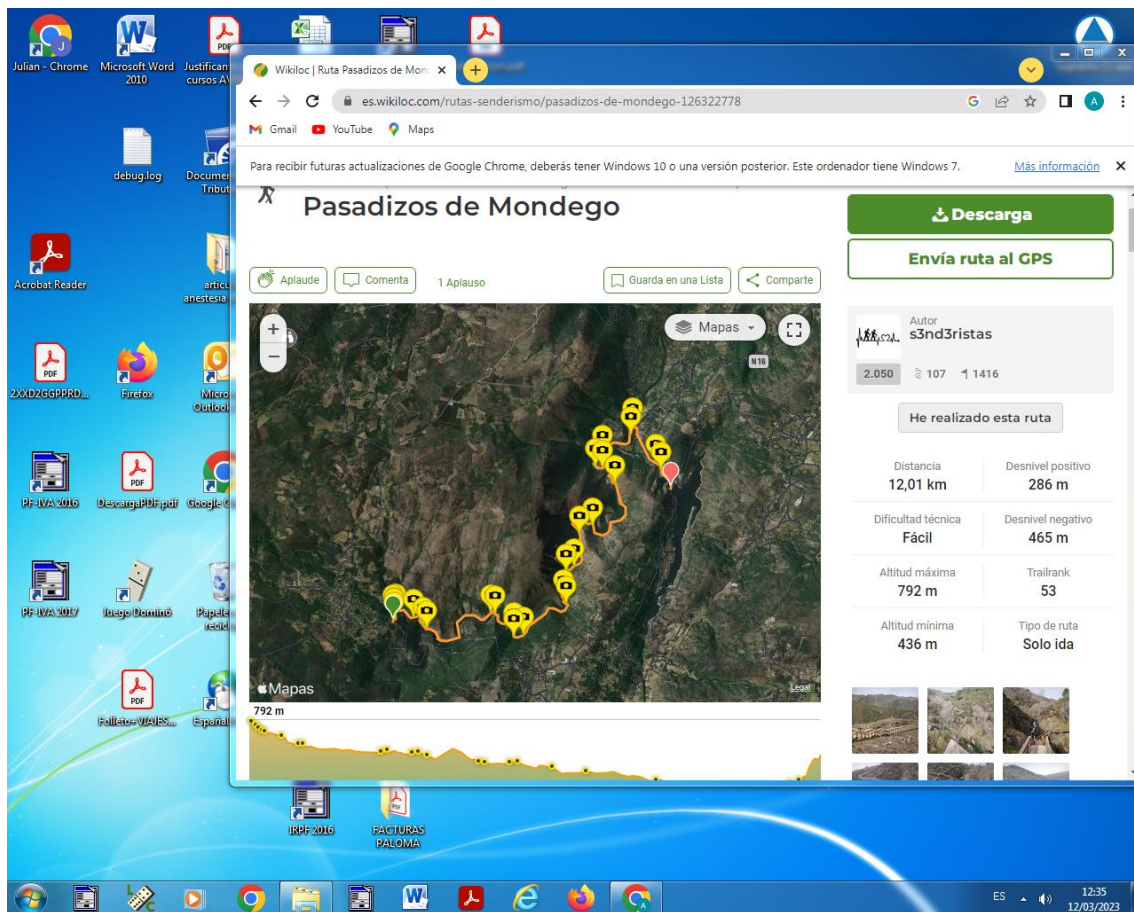 Julian - Chrome
Microsoft Word
2010
Justifican
cursos AV
debug.log
Documen
Tribut
Acrobat Reader
articu
anestesia
2XXD2GGPPRD...
Firefox
Micro
Outlook
PF-IVA 2016
DescargaPDF.pdf
Google C
PF-IVA 2017
Juego Dominó
Papele
recicl
Folleto+VIAJES...
Español
IRPF 2016
FACTURAS
PALOMA
Wikiloc | Ruta Pasadizos de Mon
es.wikiloc.com/rutas-senderismo/pasadizos-de-mondego-126322778
Gmail YouTube Maps
Para recibir futuras actualizaciones de Google Chrome, deberás tener Windows 10 o una versión posterior. Este ordenador tiene Windows 7. Más información
Pasadizos de Mondego
Aplaude Comenta 1 Aplauso Guarda en una Lista Comparte
Mapas
N16
Mapas
Legal
792 m
Descarga
Envía ruta al GPS
Autor
s3nd3ristas
2.050 107 1416
He realizado esta ruta
Distancia Desnivel positivo
12,01 km 286 m
Dificultad técnica Desnivel negativo
Fácil 465 m
Altitud máxima Trailrank
792 m 53
Altitud mínima Tipo de ruta
436 m Solo ida
ES 12:35
12/03/2023